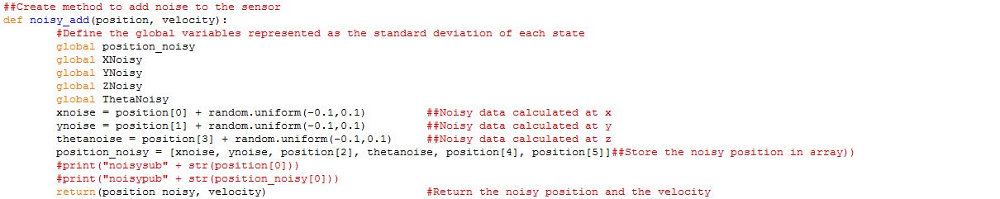 ##Create method to add noise to the sensor
def noisy_add(position, velocity):
        #Define the global variables represented as the standard deviation of each state
        global position_noisy
        global XNoisy
        global YNoisy
        global ZNoisy
        global ThetaNoisy
        xnoise = position[0] + random.uniform(-0.1,0.1)         ##Noisy data calculated at x
        ynoise = position[1] + random.uniform(-0.1,0.1)         ##Noisy data calculated at y
        thetanoise = position[3] + random.uniform(-0.1,0.1)     ##Noisy data calculated at z
        position_noisy = [xnoise, ynoise, position[2], thetanoise, position[4], position[5]]##Store the noisy position in array))
        #print("noisysub" + str(position[0]))
        #print("noisypub" + str(position_noisy[0]))
        return(position_noisy, velocity)                        #Return the noisy position and the velocity